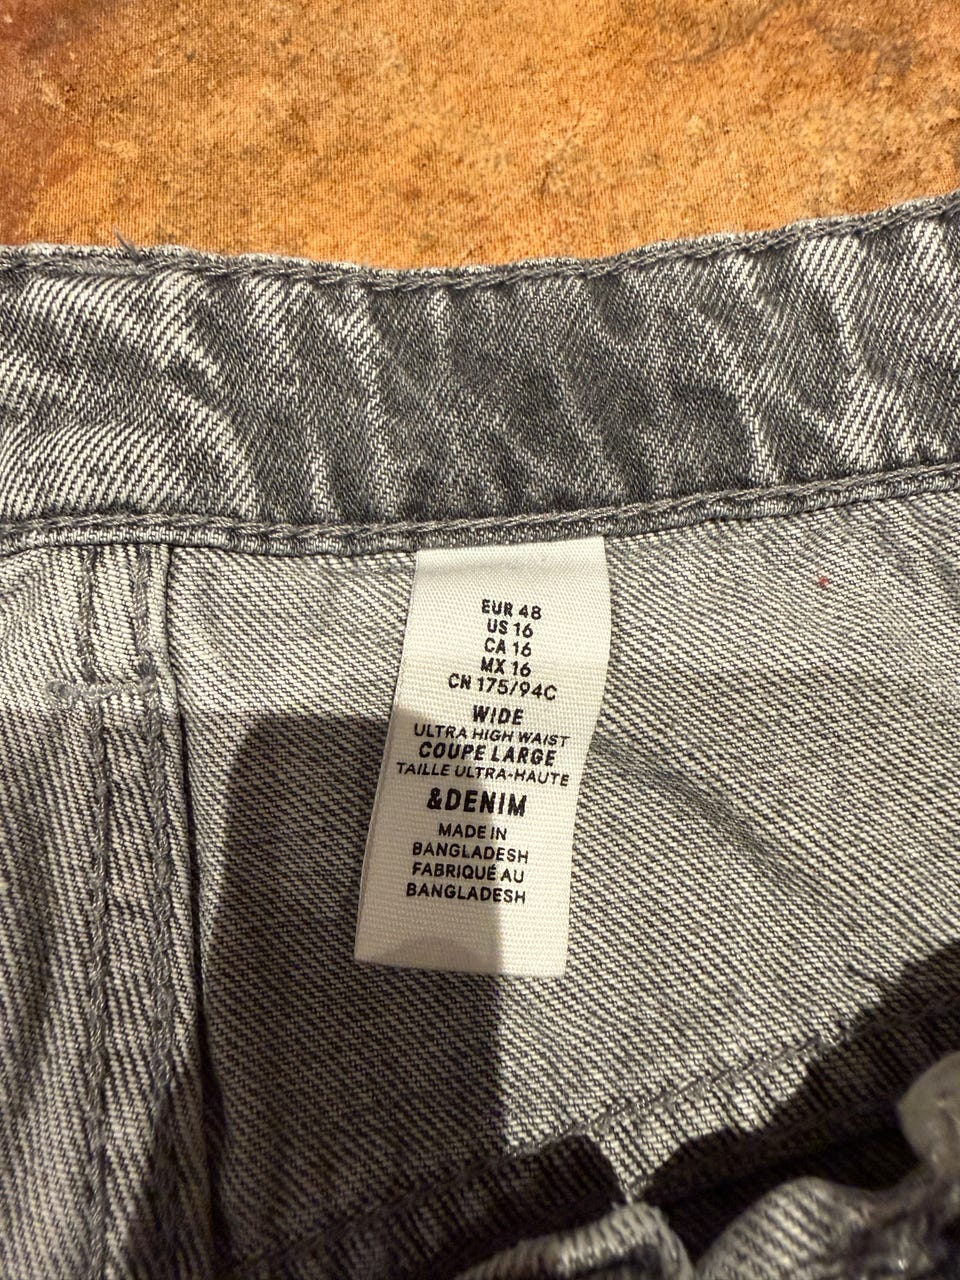 EUR 48
US 16
CA 16
MX 16
CN 175/94C
WIDE
ULTRA HIGH WAIST
COUPE LARGE
TAILLE ULTRA-HAUTE
&DENIM
MADE IN
BANGLADESH
FABRIQUÉ AU
BANGLADESH